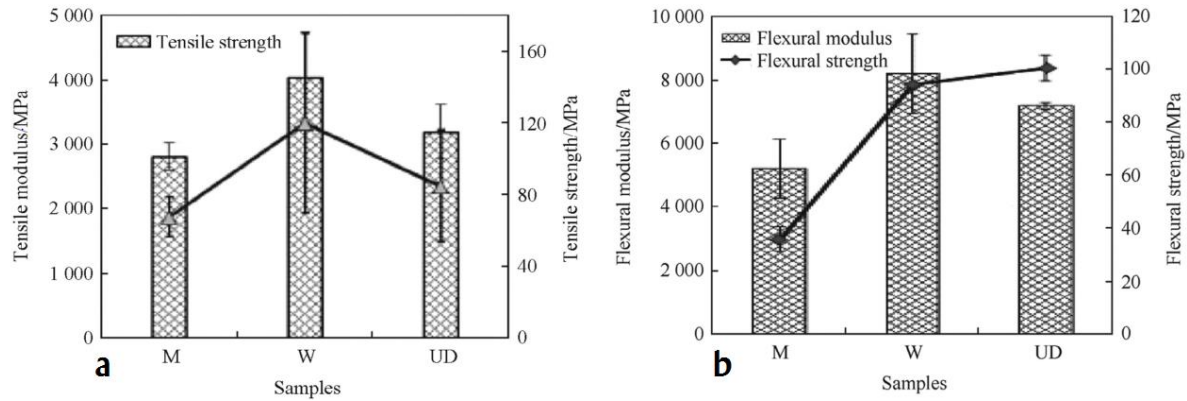 5 000
4 000
3 000
2 000
1 000
0
Tensile modulus/MPa
Tensile strength
160
120
80
40
0
Tensile strength/MPa
M W UD
Samples
a
10 000
8 000
6 000
4 000
2 000
0
Flexural modulus/MPa
Flexural modulus
Flexural strength
120
100
80
60
40
20
0
Flexural strength/MPa
M W UD
Samples
b